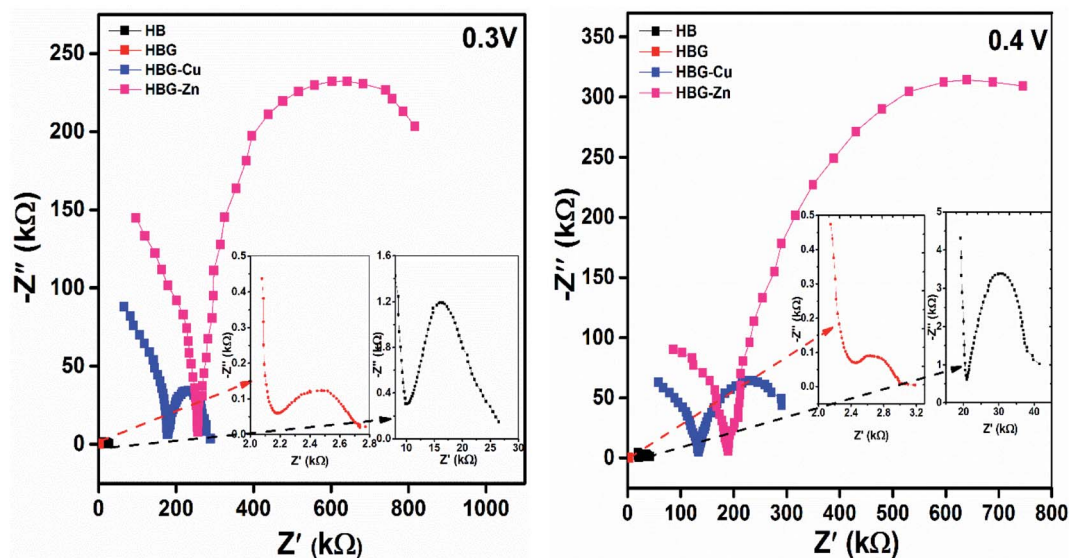 HB
HBG
HBG-Cu
HBG-Zn
0.3V
-Z″ (kΩ)
250
200
150
100
50
0
0 200 400 600 800 1000
Z′ (kΩ)
-Z″ (kΩ)
0.5
0.4
0.3
0.2
0.1
0.0
2.0 2.2 2.4 2.6 2.8
Z′ (kΩ)
-Z″ (kΩ)
1.6
1.2
0.8
0.4
0.0
10 15 20 25 30
Z′ (kΩ)
HB
HBG
HBG-Cu
HBG-Zn
0.4 V
-Z″ (kΩ)
350
300
250
200
150
100
50
0
0 100 200 300 400 500 600 700 800
Z′ (kΩ)
-Z″ (kΩ)
0.5
0.4
0.3
0.2
0.1
0.0
2.0 2.4 2.8 3.2
Z′ (kΩ)
-Z″ (kΩ)
5
4
3
2
1
0
20 30 40
Z′ (kΩ)